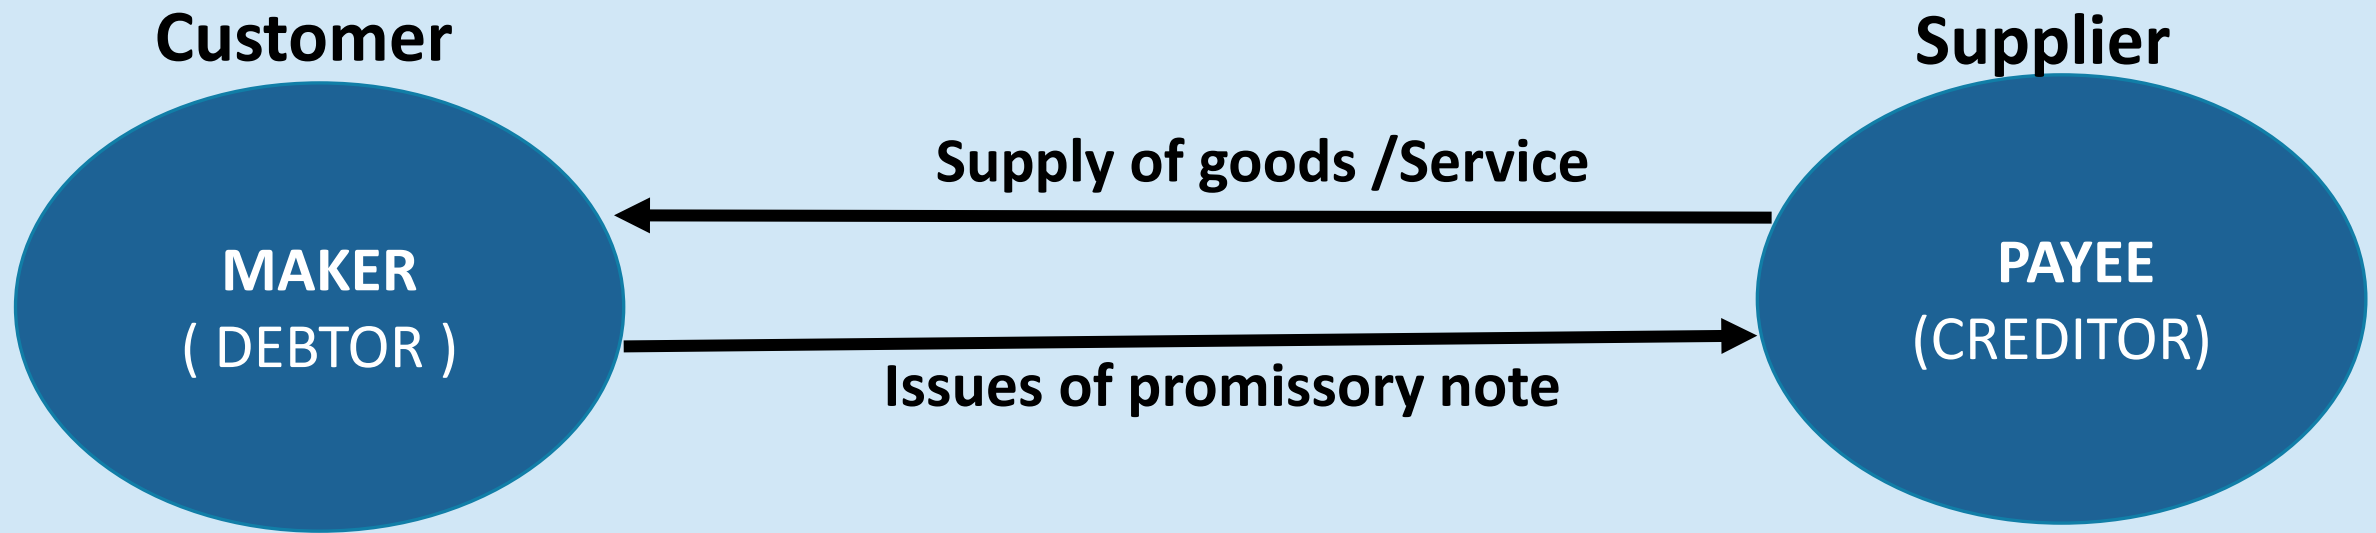 Customer
Supplier
Supply of goods /Service
MAKER
( DEBTOR )
PAYEE
(CREDITOR)
Issues of promissory note